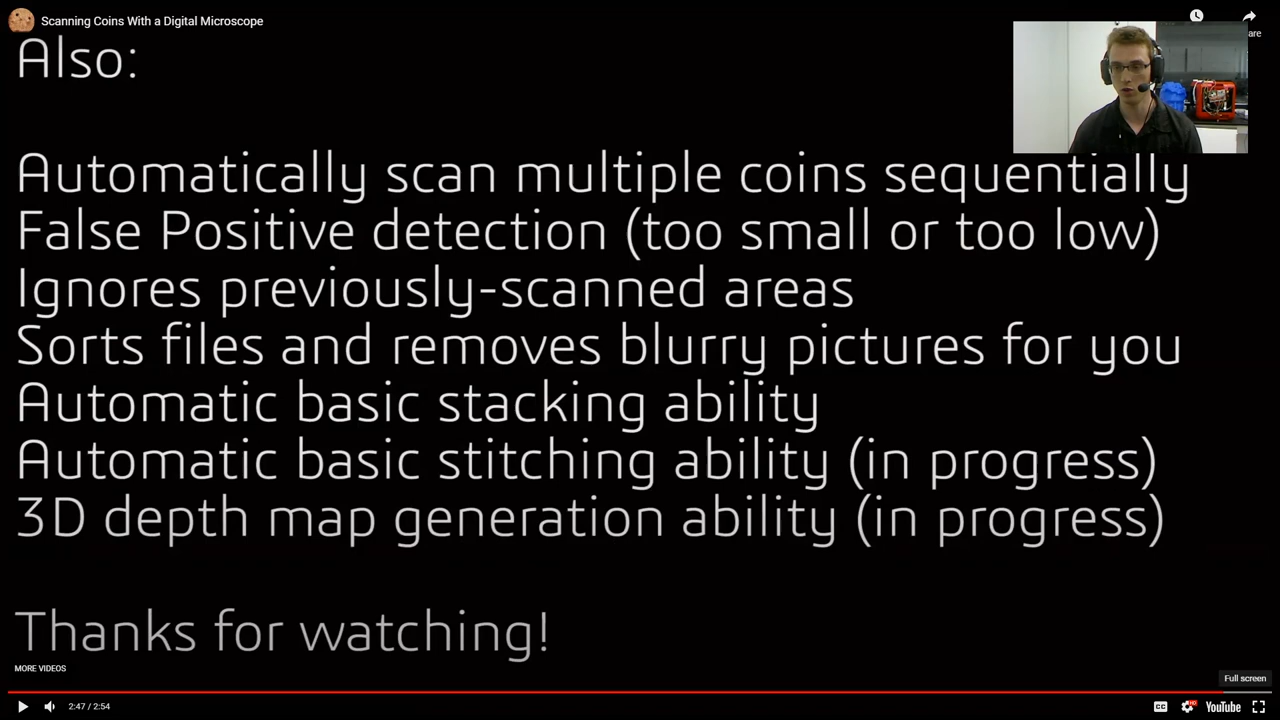 Scanning Coins With a Digital Microscope
are
Also:
Automatically scan multiple coins sequentially
False Positive detection (too small or too low)
Ignores previously-scanned areas
Sorts files and removes blurry pictures for you
Automatic basic stacking ability
Automatic basic stitching ability (in progress)
3D depth map generation ability (in progress)
Thanks for watching!
MORE VIDEOS
Full screen
2:47 / 2:54
CC
HD
YouTube